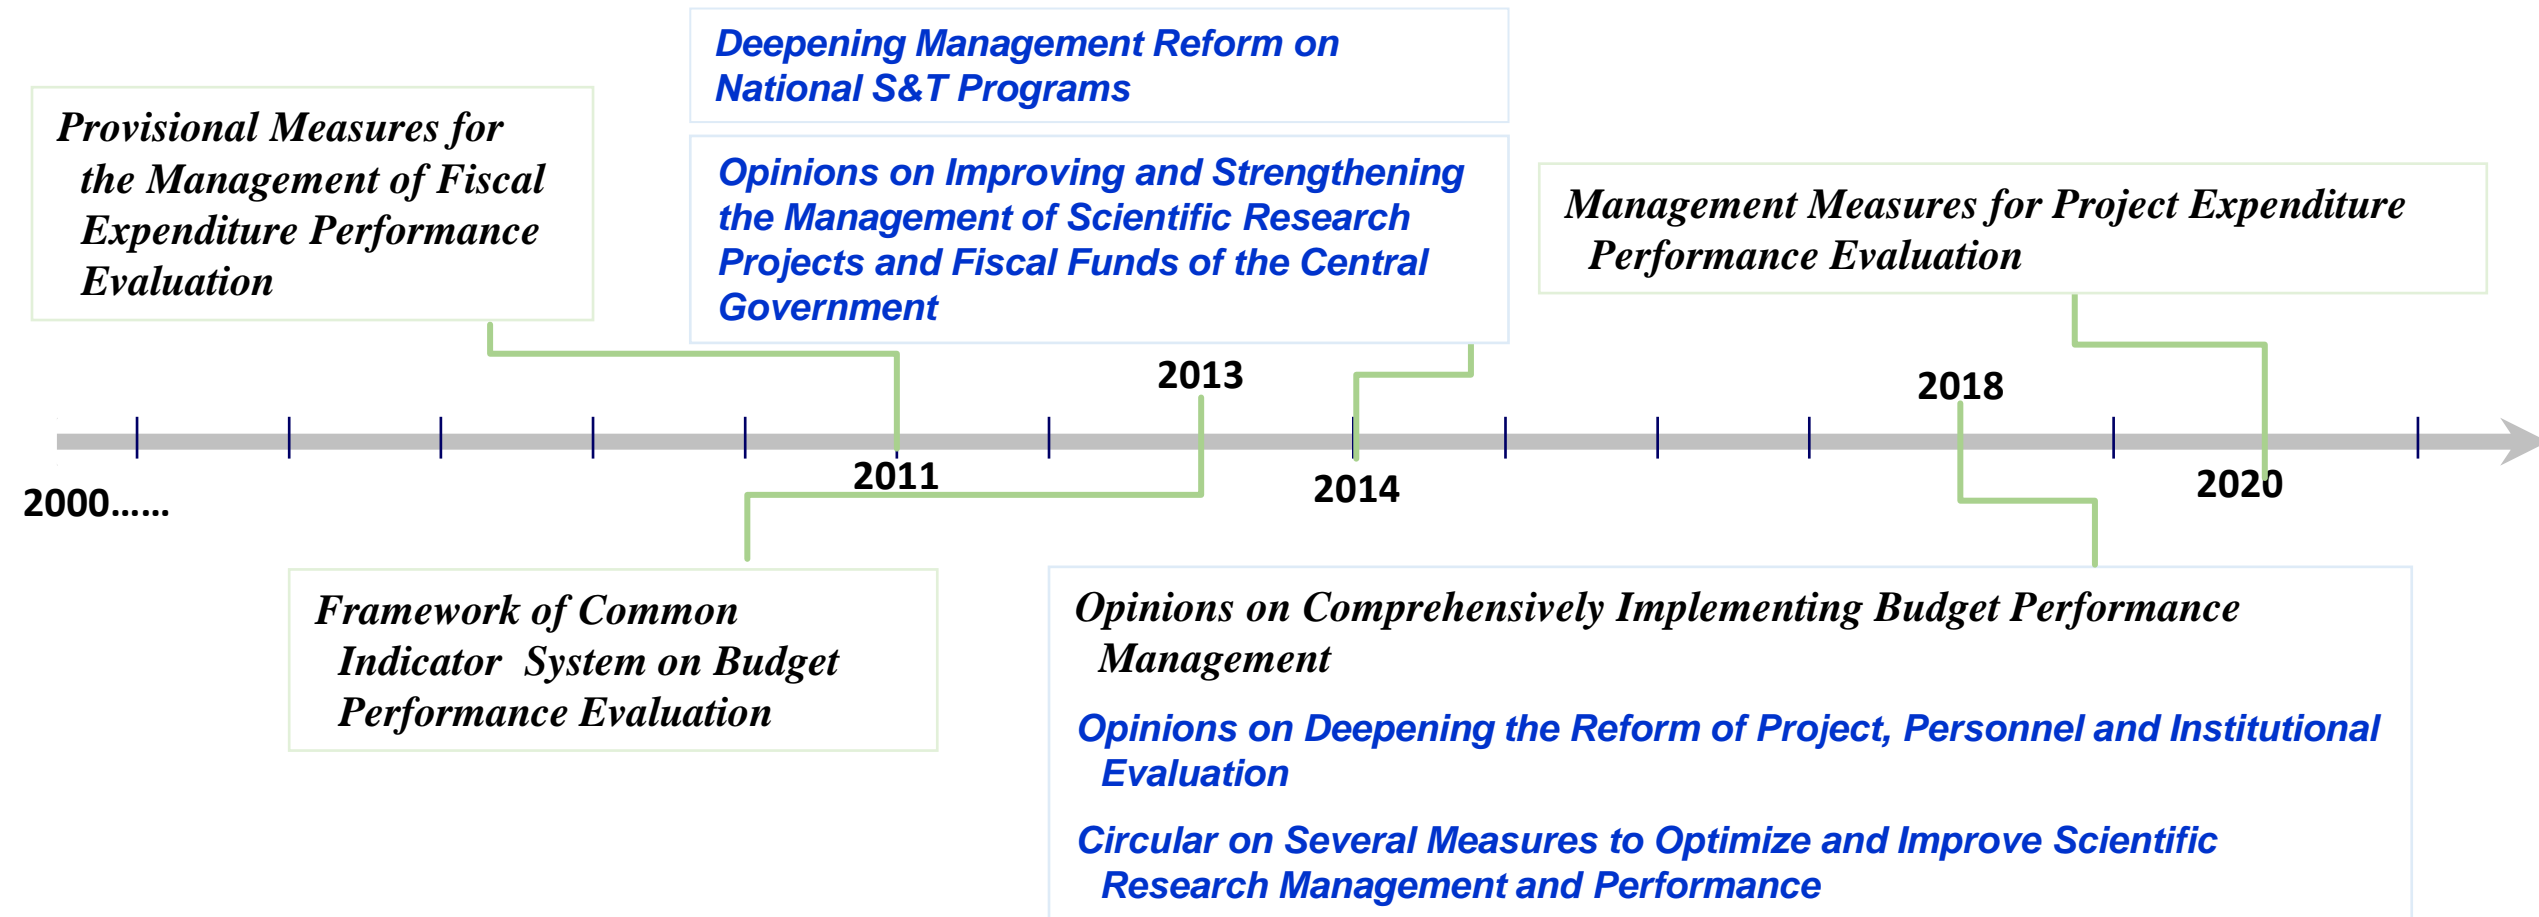 Deepening Management Reform on
National S&T Programs
Provisional Measures for
the Management of Fiscal
Expenditure Performance
Evaluation
Opinions on Improving and Strengthening
the Management of Scientific Research
Projects and Fiscal Funds of the Central
Government
Management Measures for Project Expenditure
Performance Evaluation
2013
2018
2000......
2011
2014
2020
Framework of Common
Indicator System on Budget
Performance Evaluation
Opinions on Comprehensively Implementing Budget Performance
Management
Opinions on Deepening the Reform of Project, Personnel and Institutional
Evaluation
Circular on Several Measures to Optimize and Improve Scientific
Research Management and Performance